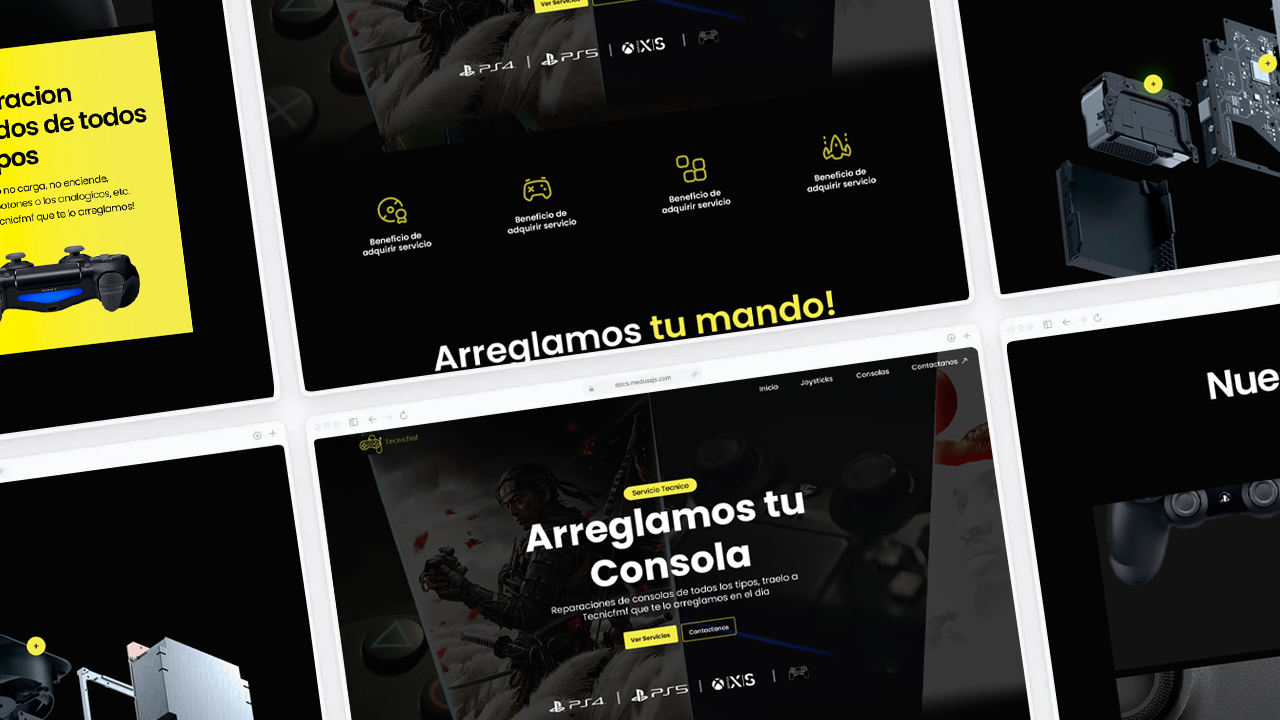 racion
dos de todos
pos
no carga, no enciende,
botones o los analogicos, etc.
cnicfmf que te lo arreglamos!
SONY
Ver Servicios
PS4 | PS5 | X|S |
Beneficio de
adquirir servicio
Beneficio de
adquirir servicio
Beneficio de
adquirir servicio
Beneficio de
adquirir servicio
Arreglamos tu mando!
docs.medusajs.com
Tecnicfmf
Inicio
Joysticks
Consolas
Contactanos
Servicio Tecnico
Arreglamos tu
Consola
Reparaciones de consolas de todos los tipos, traelo a
Tecnicfmf que te lo arreglamos en el dia
Ver Servicios
Contactanos
PS4 | PS5 | X|S |
Nue